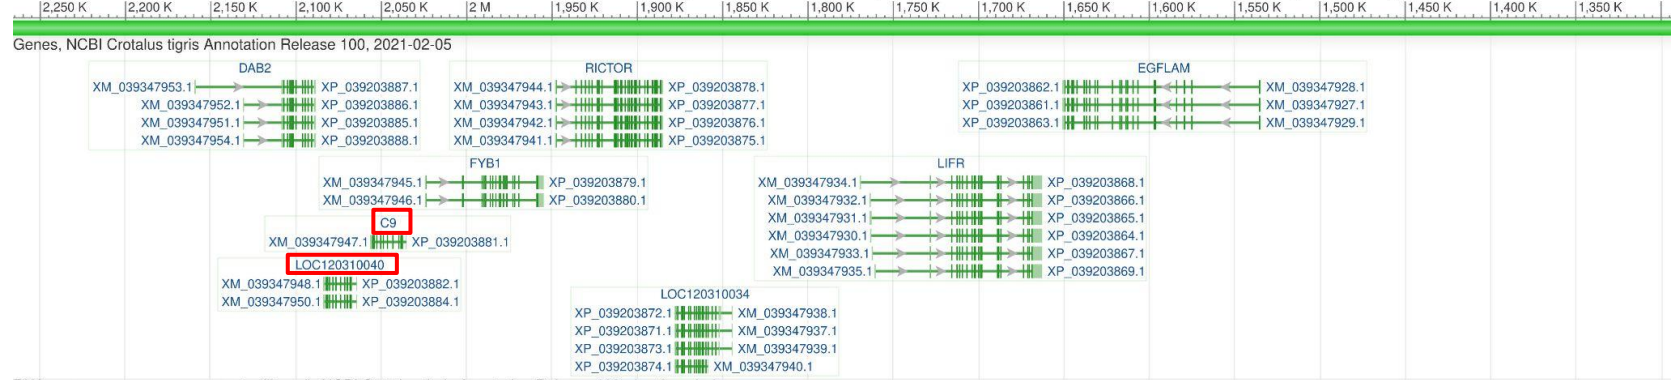 2,250 K 2,200 K 2,150 K 2,100 K 2,050 K 2 M 1,950 K 1,900 K 1,850 K 1,800 K 1,750 K 1,700 K 1,650 K 1,600 K 1,550 K 1,500 K 1,450 K 1,400 K 1,350 K
Genes, NCBI Crotalus tigris Annotation Release 100, 2021-02-05
DAB2 RICTOR EGFLAM
XM_039347953.1 XP_039203887.1 XM_039347944.1 XP_039203878.1 XP_039203862.1 XM_039347928.1
XM_039347952.1 XP_039203886.1 XM_039347943.1 XP_039203877.1 XP_039203861.1 XM_039347927.1
XM_039347951.1 XP_039203885.1 XM_039347942.1 XP_039203876.1 XP_039203863.1 XM_039347929.1
XM_039347954.1 XP_039203888.1 XM_039347941.1 XP_039203875.1
FYB1 LIFR
XM_039347945.1 XP_039203879.1 XM_039347934.1 XP_039203868.1
XM_039347946.1 XP_039203880.1 XM_039347932.1 XP_039203866.1
C9 XM_039347931.1 XP_039203865.1
XM_039347947.1 XP_039203881.1 XM_039347930.1 XP_039203864.1
XM_039347933.1 XP_039203867.1
LOC120310040 XM_039347935.1 XP_039203869.1
XM_039347948.1 XP_039203882.1
XM_039347950.1 XP_039203884.1
LOC120310034
XP_039203872.1 XM_039347938.1
XP_039203871.1 XM_039347937.1
XP_039203873.1 XM_039347939.1
XP_039203874.1 XM_039347940.1